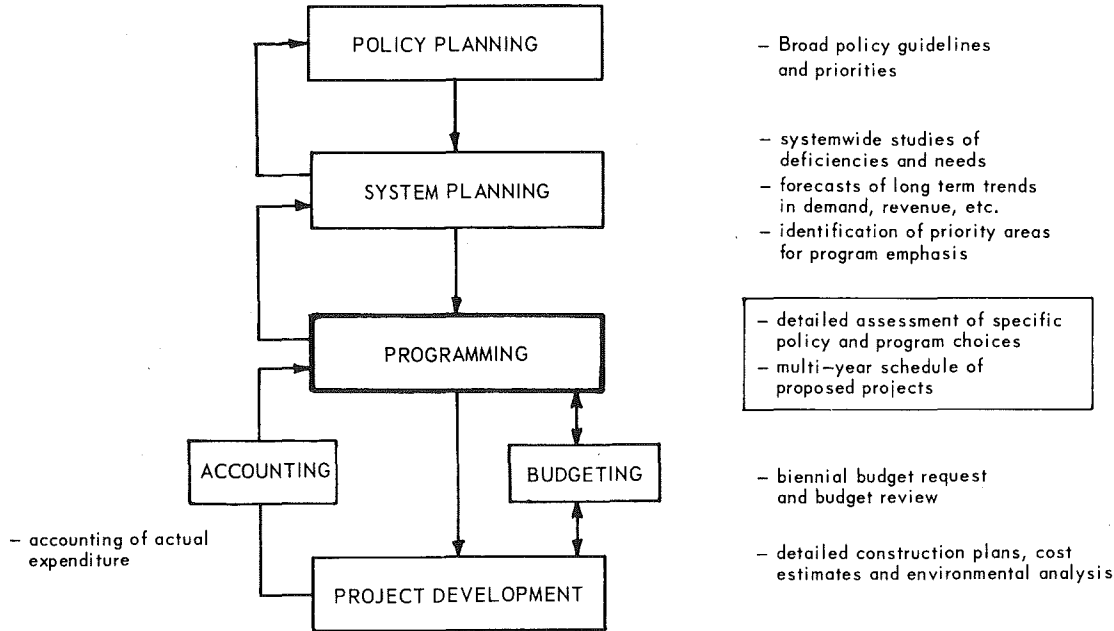 POLICY PLANNING
– Broad policy guidelines
and priorities
SYSTEM PLANNING
– systemwide studies of
deficiencies and needs
– forecasts of long term trends
in demand, revenue, etc.
– identification of priority areas
for program emphasis
PROGRAMMING
– detailed assessment of specific
policy and program choices
– multi–year schedule of
proposed projects
ACCOUNTING
– accounting of actual
expenditure
BUDGETING
– biennial budget request
and budget review
PROJECT DEVELOPMENT
– detailed construction plans, cost
estimates and environmental analysis